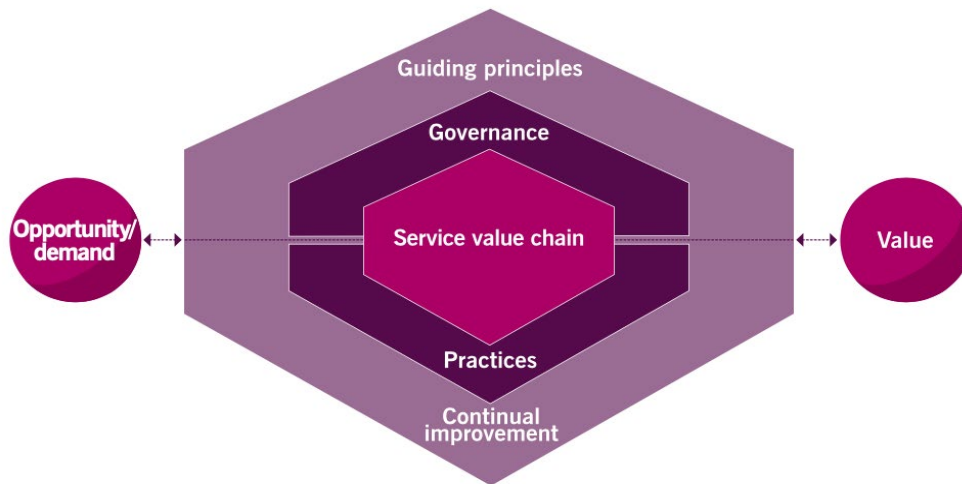 Guiding principles
Governance
Opportunity/
demand
Service value chain
Value
Practices
Continual
improvement